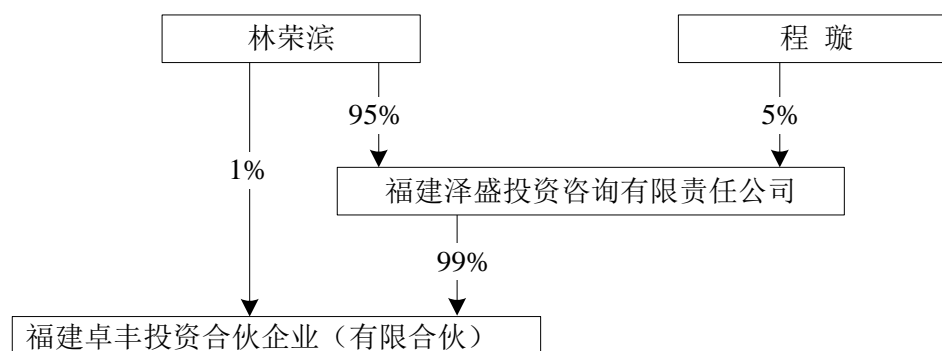 林荣滨
程 璇
95%
5%
1%
福建泽盛投资咨询有限责任公司
99%
福建卓丰投资合伙企业（有限合伙）